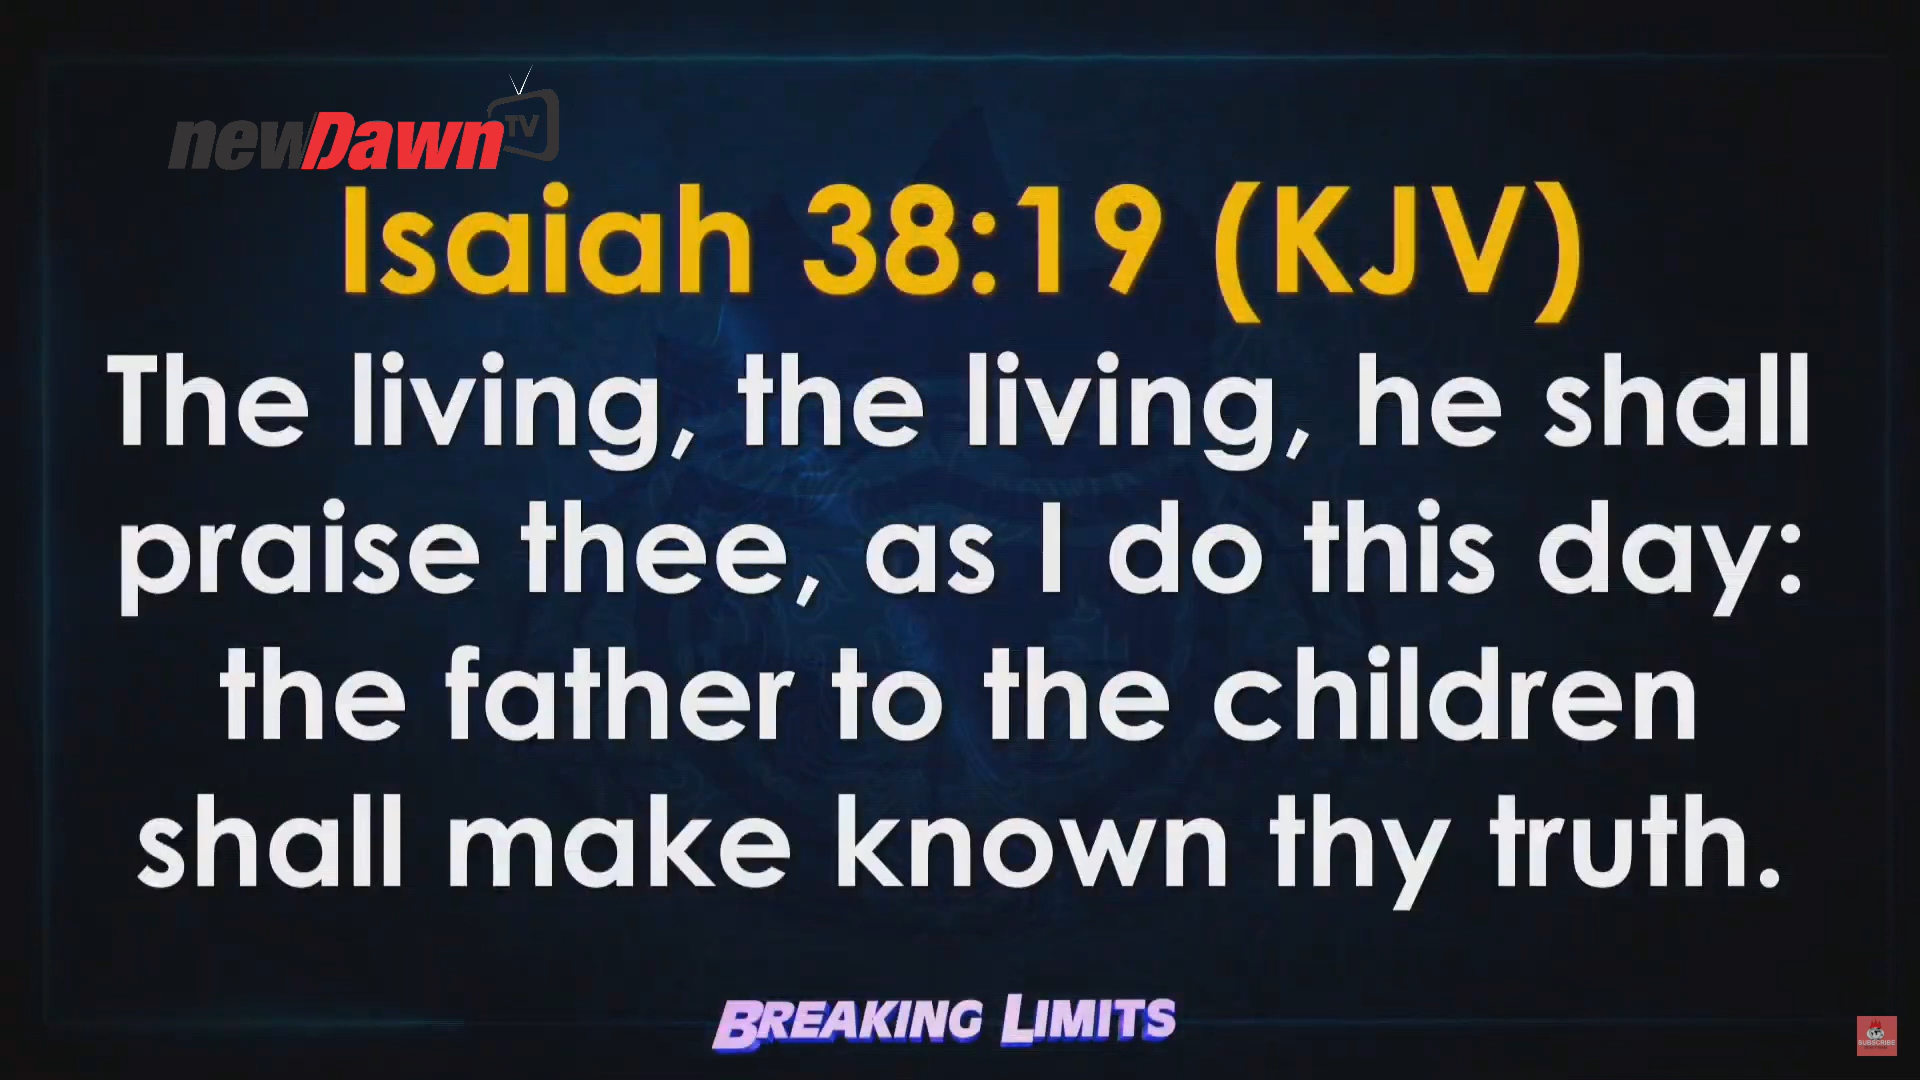 newDawn TV
Isaiah 38:19 (KJV)
The living, the living, he shall
praise thee, as I do this day:
the father to the children
shall make known thy truth.
BREAKING LIMITS
SUBSCRIBE